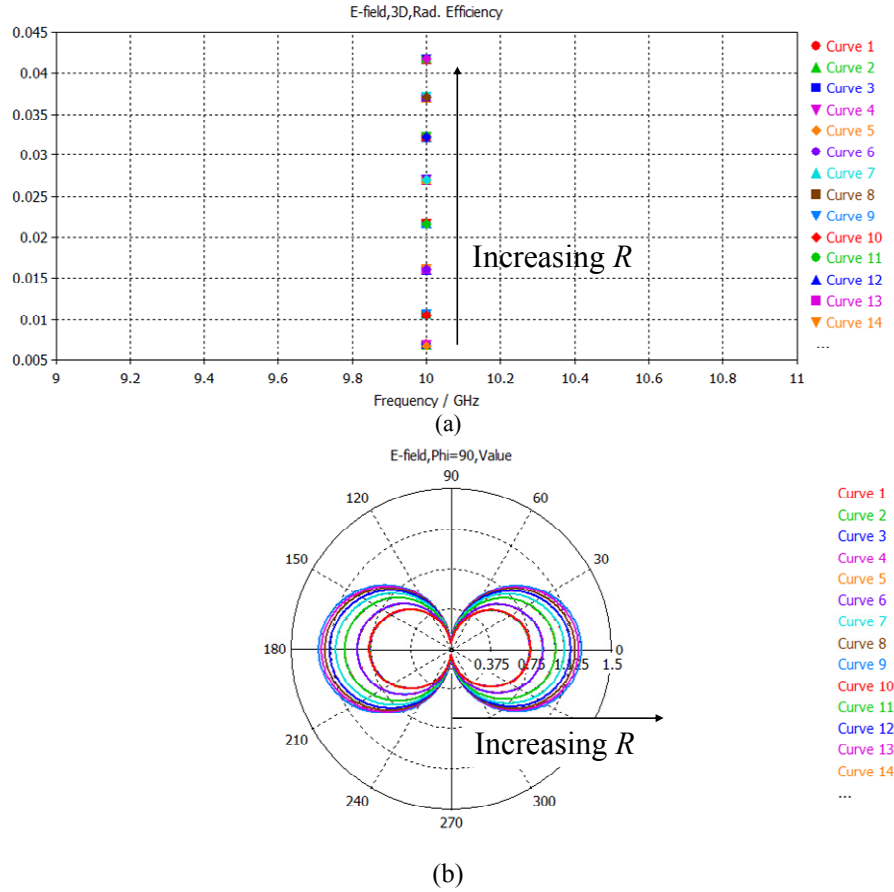 E-field,3D,Rad. Efficiency
0.045
0.04
0.035
0.03
0.025
0.02
0.015
0.01
0.005
9 9.2 9.4 9.6 9.8 10 10.2 10.4 10.6 10.8 11
Frequency / GHz
Increasing R
Curve 1
Curve 2
Curve 3
Curve 4
Curve 5
Curve 6
Curve 7
Curve 8
Curve 9
Curve 10
Curve 11
Curve 12
Curve 13
Curve 14
...
(a)
E-field,Phi=90,Value
90
120 60
150 30
180 0.375 0.75 1.125 1.5 0
210
Increasing R
240 300
270
Curve 1
Curve 2
Curve 3
Curve 4
Curve 5
Curve 6
Curve 7
Curve 8
Curve 9
Curve 10
Curve 11
Curve 12
Curve 13
Curve 14
...
(b)